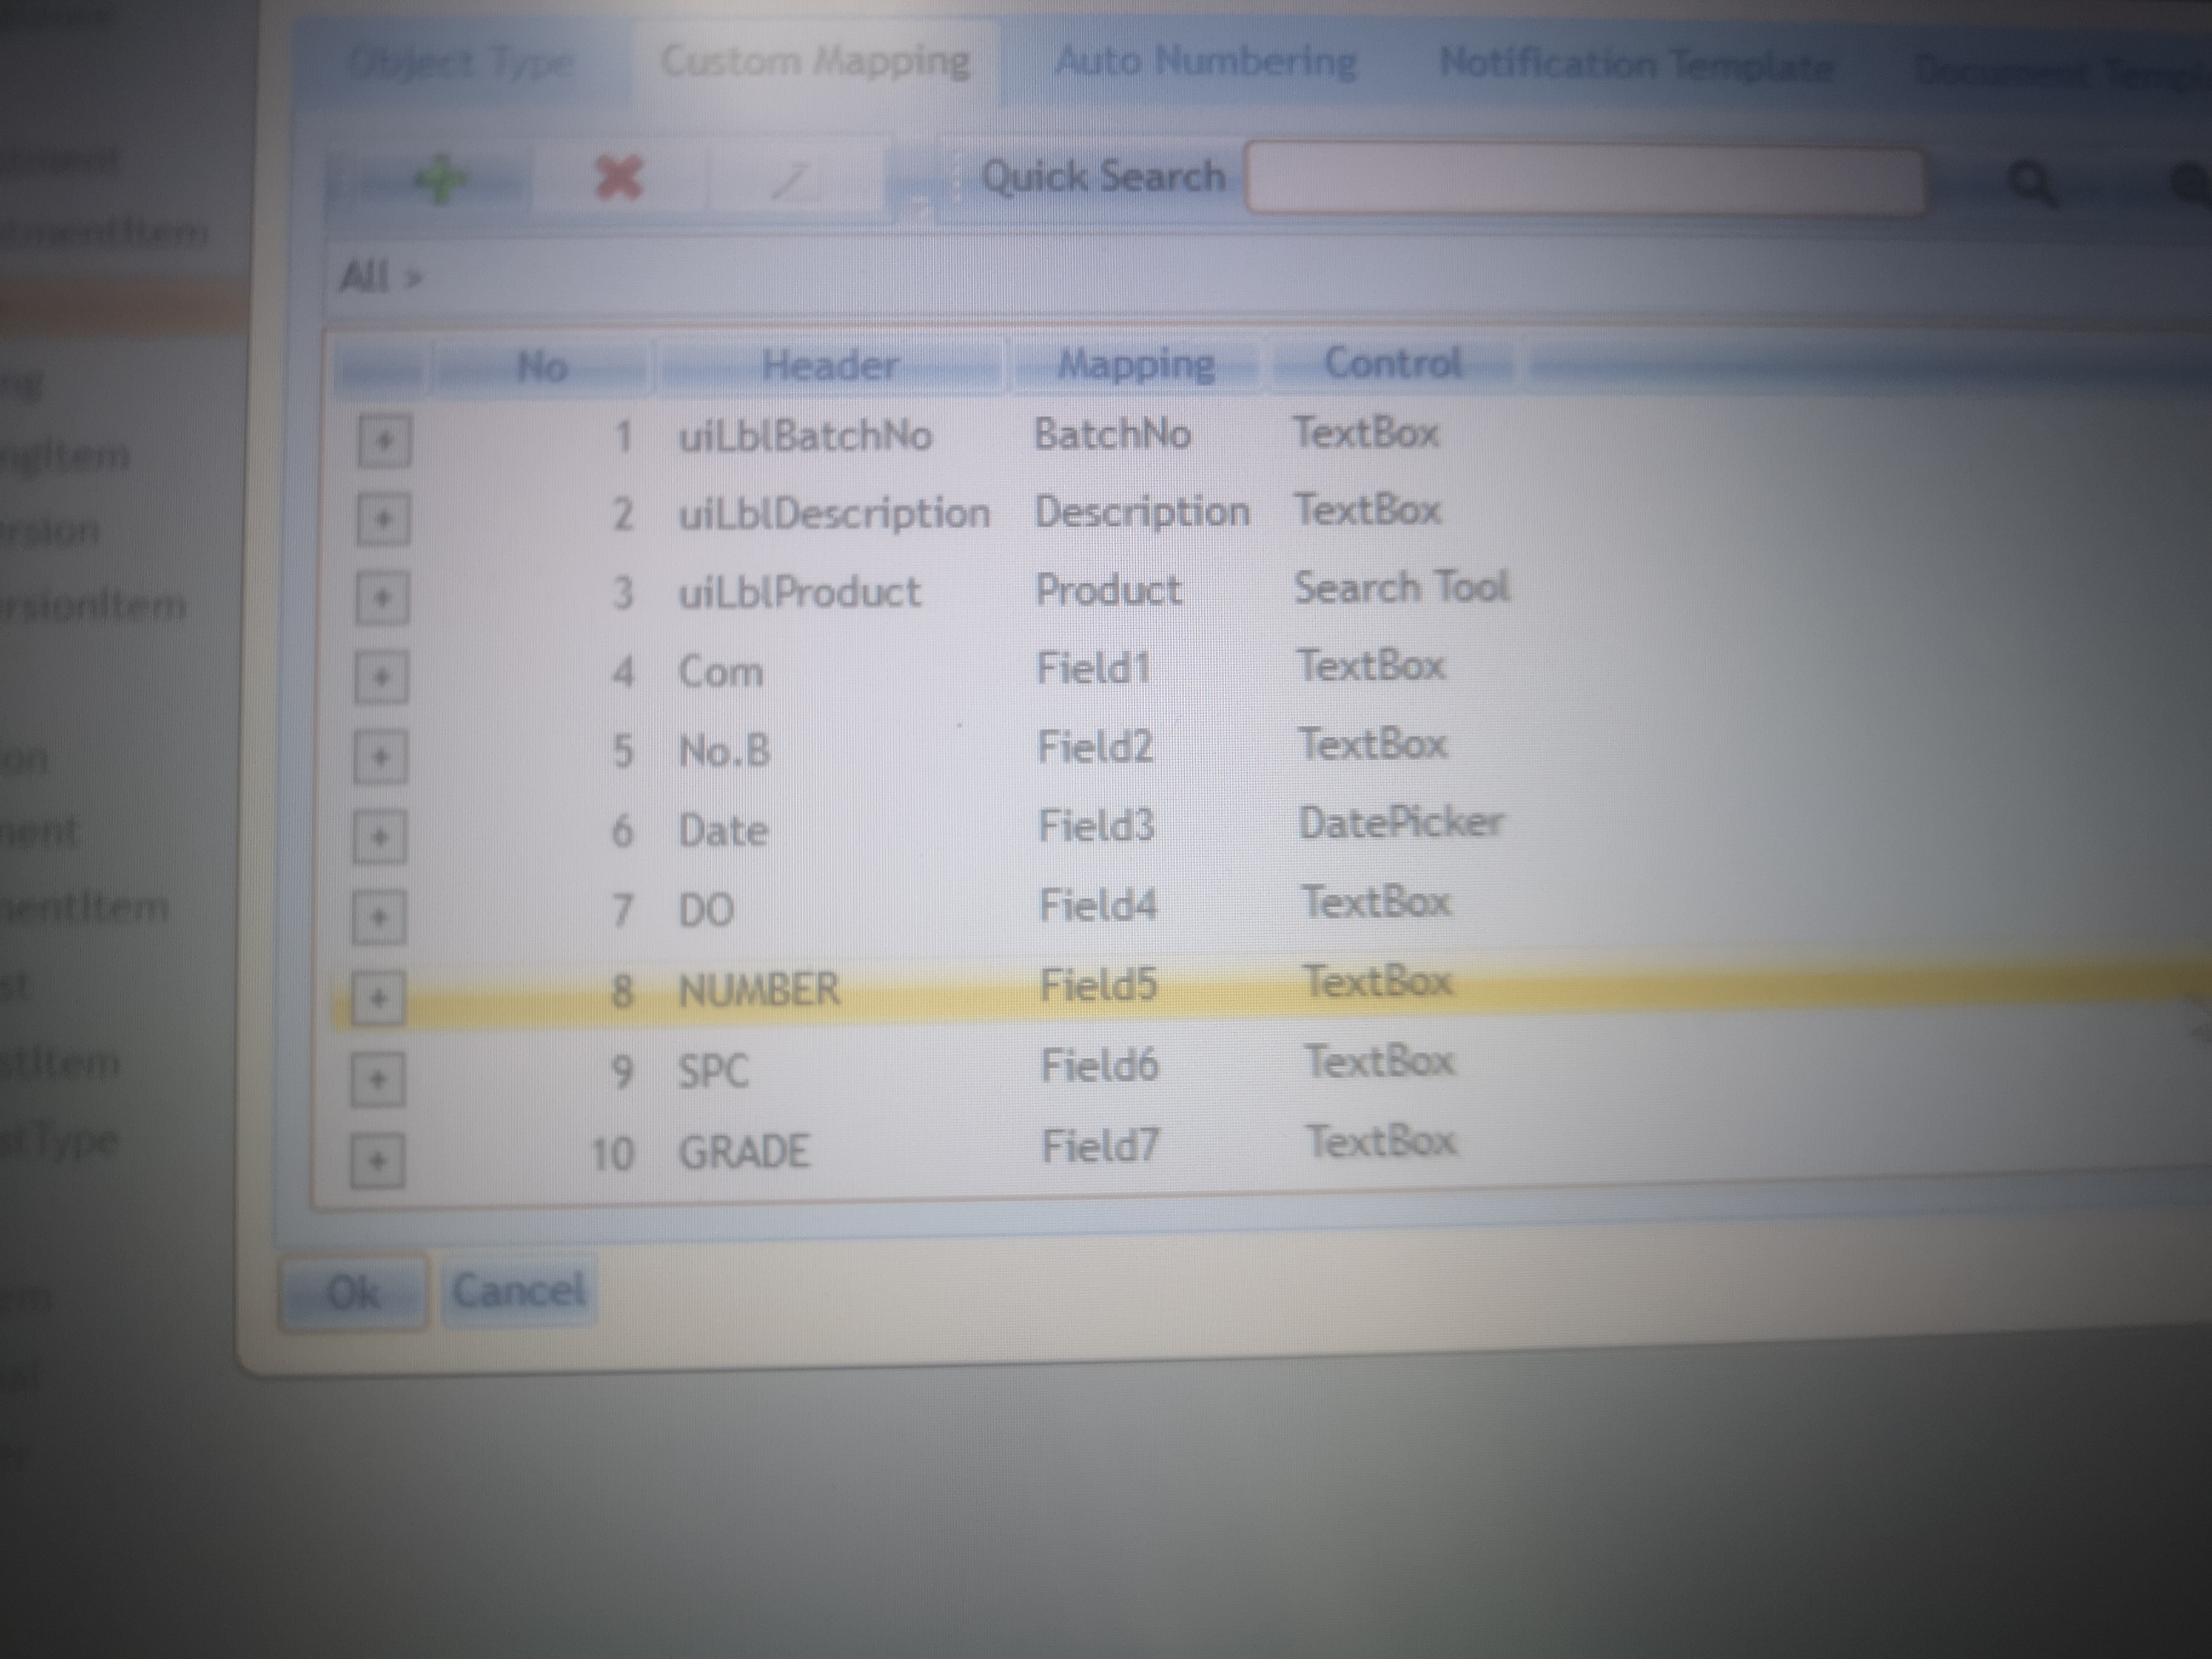 Object Type Custom Mapping Auto Numbering Notification Template Document
Quick Search
All >
No Header Mapping Control
1 uiLblBatchNo BatchNo TextBox
2 uiLblDescription Description TextBox
3 uiLblProduct Product Search Tool
4 Com Field1 TextBox
5 No.B Field2 TextBox
6 Date Field3 DatePicker
7 DO Field4 TextBox
8 NUMBER Field5 TextBox
9 SPC Field6 TextBox
10 GRADE Field7 TextBox
Ok Cancel